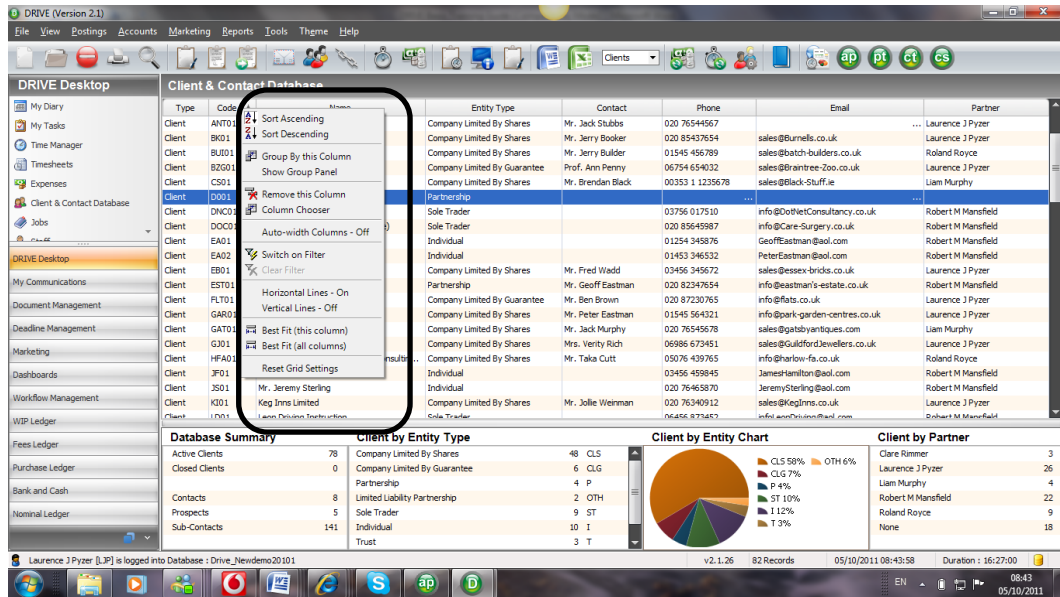 DRIVE (Version 2.1)
File View Postings Accounts Marketing Reports Tools Theme Help
Clients
ap pt ct cs
DRIVE Desktop
My Diary
My Tasks
Time Manager
Timesheets
Expenses
Client & Contact Database
Jobs
Staff
DRIVE Desktop
My Communications
Document Management
Deadline Management
Marketing
Dashboards
Workflow Management
WIP Ledger
Fees Ledger
Purchase Ledger
Bank and Cash
Nominal Ledger
Client & Contact Database
Type Code Name Entity Type Contact Phone Email Partner
Client ANT01 Company Limited By Shares Mr. Jack Stubbs 020 76544567 ... Laurence J Pyzer
Client BK01 Company Limited By Shares Mr. Jerry Booker 020 85437654 sales@Burnells.co.uk Laurence J Pyzer
Client BUI01 Company Limited By Shares Mr. Jerry Builder 01545 456789 sales@batch-builders.co.uk Roland Royce
Client BZG01 Company Limited By Guarantee Prof. Ann Penny 06754 654032 sales@Braintree-Zoo.co.uk Laurence J Pyzer
Client CS01 Company Limited By Shares Mr. Brendan Black 00353 1 1235678 sales@Black-Stuff.ie Liam Murphy
Client D001 Partnership ... ...
Client DNC01 Sole Trader 03756 017510 info@DotNetConsultancy.co.uk Robert M Mansfield
Client DOC01 Sole Trader 020 85645987 info@Care-Surgery.co.uk Robert M Mansfield
Client EA01 Individual 01254 345876 GeoffEastman@aol.com Robert M Mansfield
Client EA02 Individual 01453 346532 PeterEastman@aol.com Robert M Mansfield
Client EB01 Company Limited By Shares Mr. Fred Wadd 03456 345672 sales@essex-bricks.co.uk Laurence J Pyzer
Client EST01 Partnership Mr. Geoff Eastman 020 82347654 info@eastman's-estate.co.uk Robert M Mansfield
Client FLT01 Company Limited By Guarantee Mr. Ben Brown 020 87230765 info@flats.co.uk Laurence J Pyzer
Client GAR01 Company Limited By Shares Mr. Peter Eastman 01545 564321 info@park-garden-centres.co.uk Laurence J Pyzer
Client GAT01 Company Limited By Shares Mr. Jack Murphy 020 76545678 sales@gatsbyantiques.com Liam Murphy
Client GJ01 Company Limited By Shares Mrs. Verity Rich 06986 673451 sales@GuildfordJewellers.co.uk Laurence J Pyzer
Client HFA01 nsultin... Company Limited By Shares Mr. Taka Cutt 05076 439765 info@harlow-fa.co.uk Roland Royce
Client JF01 Individual 03456 459845 JamesHamilton@aol.com Robert M Mansfield
Client JS01 Mr. Jeremy Sterling Individual 020 76465870 JeremySterling@aol.com Robert M Mansfield
Client KI01 Keg Inns Limited Company Limited By Shares Mr. Jollie Weinman 020 76340912 sales@KegInns.co.uk Laurence J Pyzer
Client LD01 Leon Driving Instruction Sole Trader 06456 873452 infoLeonDriving@aol.com Robert M Mansfield
Sort Ascending
Sort Descending
Group By this Column
Show Group Panel
Remove this Column
Column Chooser
Auto-width Columns - Off
Switch on Filter
Clear Filter
Horizontal Lines - On
Vertical Lines - Off
Best Fit (this column)
Best Fit (all columns)
Reset Grid Settings
Database Summary
Active Clients 78
Closed Clients 0
Contacts 8
Prospects 5
Sub-Contacts 141
Client by Entity Type
Company Limited By Shares 48 CLS
Company Limited By Guarantee 6 CLG
Partnership 4 P
Limited Liability Partnership 2 OTH
Sole Trader 9 ST
Individual 10 I
Trust 3 T
Client by Entity Chart
CLS 58% OTH 6%
CLG 7%
P 4%
ST 10%
I 12%
T 3%
Client by Partner
Clare Rimmer 3
Laurence J Pyzer 26
Liam Murphy 4
Robert M Mansfield 22
Roland Royce 9
None 18
Laurence J Pyzer [LJP] is logged into Database : Drive_Newdemo20101 v2.1.26 82 Records 05/10/2011 08:43:58 Duration : 16:27:00
ap D EN 08:43
05/10/2011